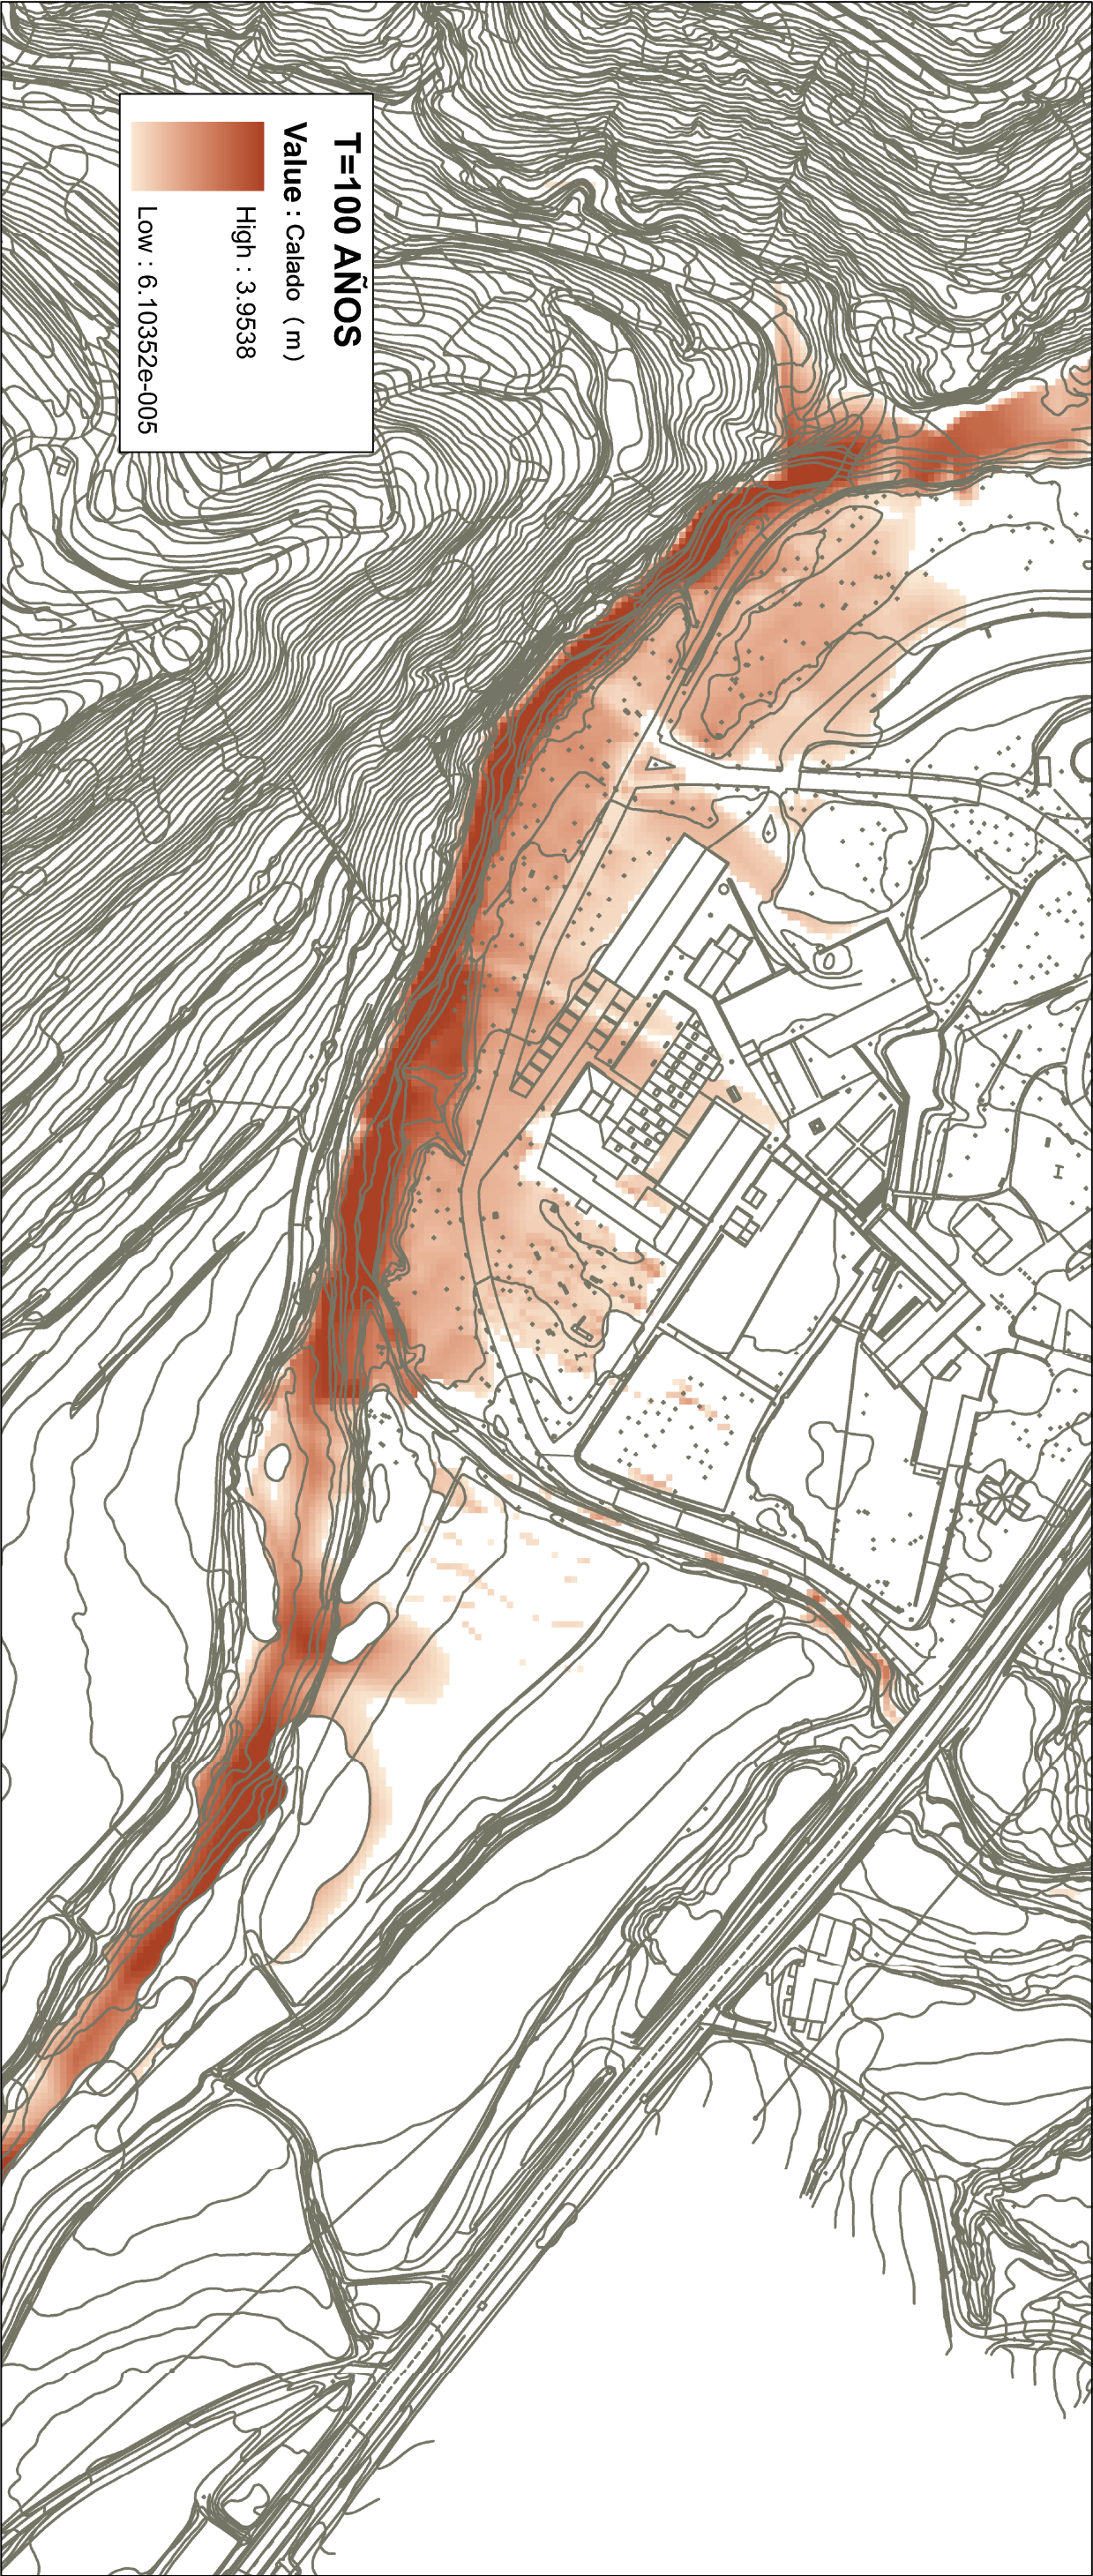 T=100 AÑOS
Value : Calado ( m )
High : 3.9538
Low : 6.10352e-005